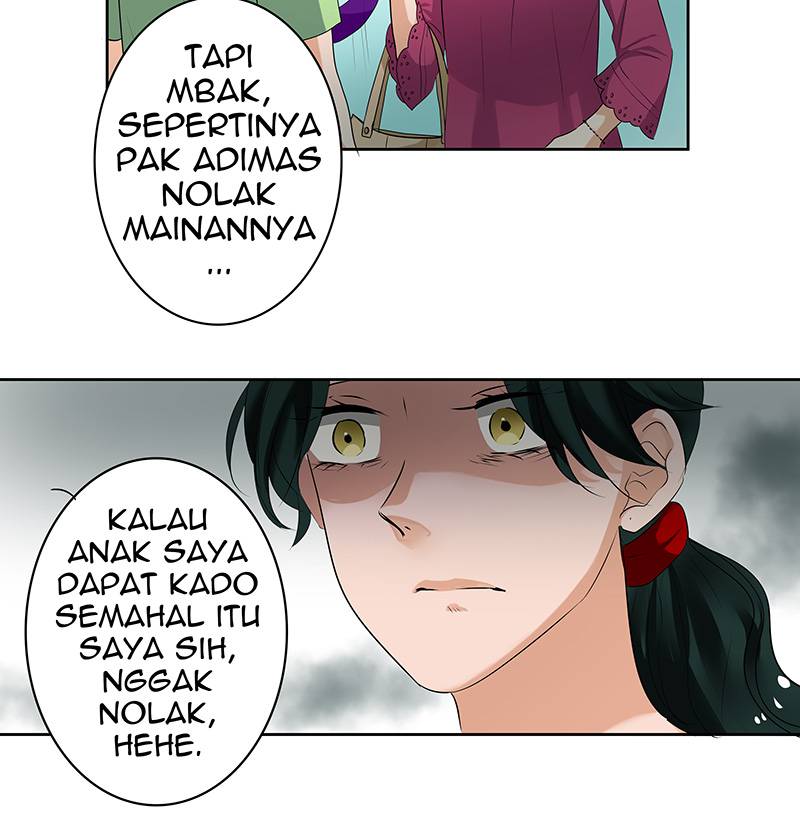 TAPI
MBAK,
SEPERTINYA
PAK ADIMAS
NOLAK
MAINANNYA
...
KALAU
ANAK SAYA
DAPAT KADO
SEMAHAL ITU
SAYA SIH,
NGGAK
NOLAK,
HEHE.